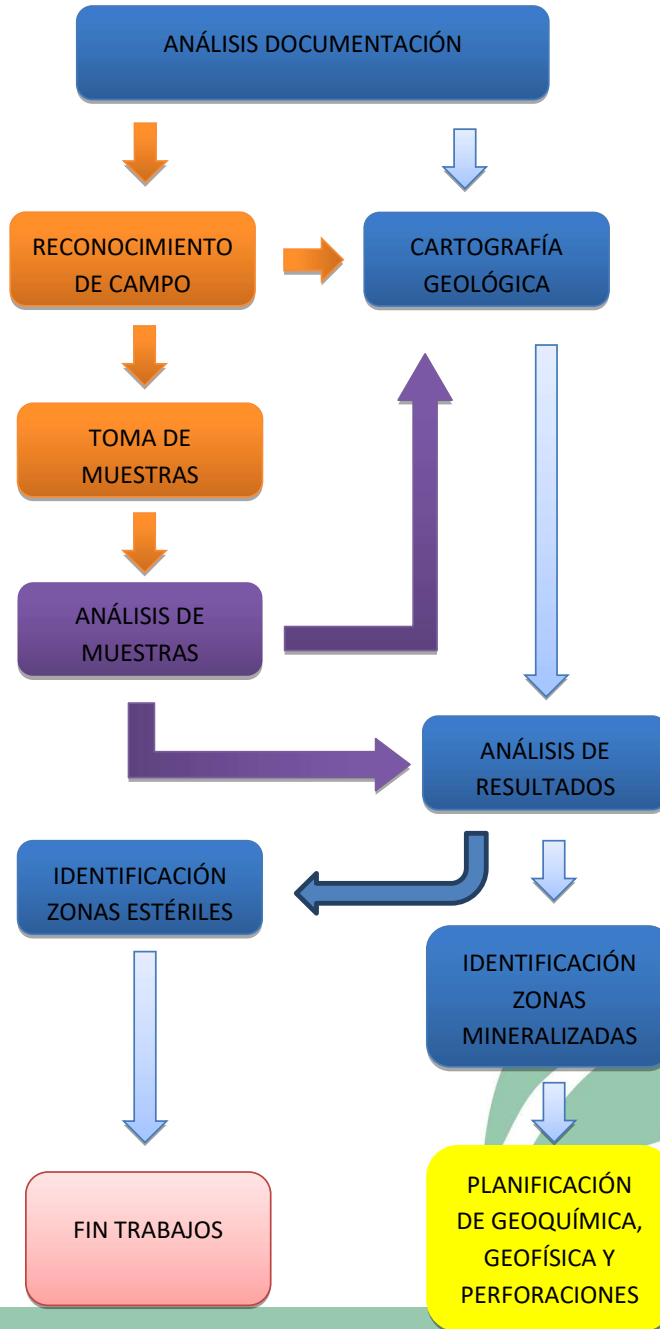 ANÁLISIS DOCUMENTACIÓN
RECONOCIMIENTO
DE CAMPO
CARTOGRAFÍA
GEOLÓGICA
TOMA DE
MUESTRAS
ANÁLISIS DE
MUESTRAS
ANÁLISIS DE
RESULTADOS
IDENTIFICACIÓN
ZONAS ESTÉRILES
IDENTIFICACIÓN
ZONAS
MINERALIZADAS
FIN TRABAJOS
PLANIFICACIÓN
DE GEOQUÍMICA,
GEOFÍSICA Y
PERFORACIONES